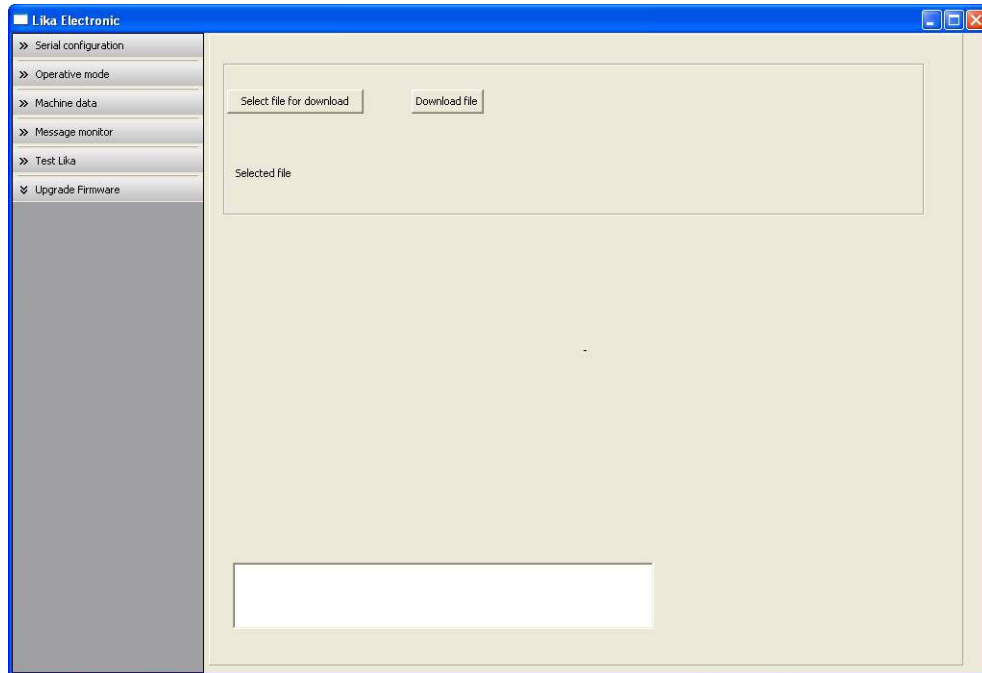 Lika Electronic
Serial configuration
Operative mode
Machine data
Message monitor
Test Lika
Upgrade Firmware
Select file for download
Download file
Selected file
-